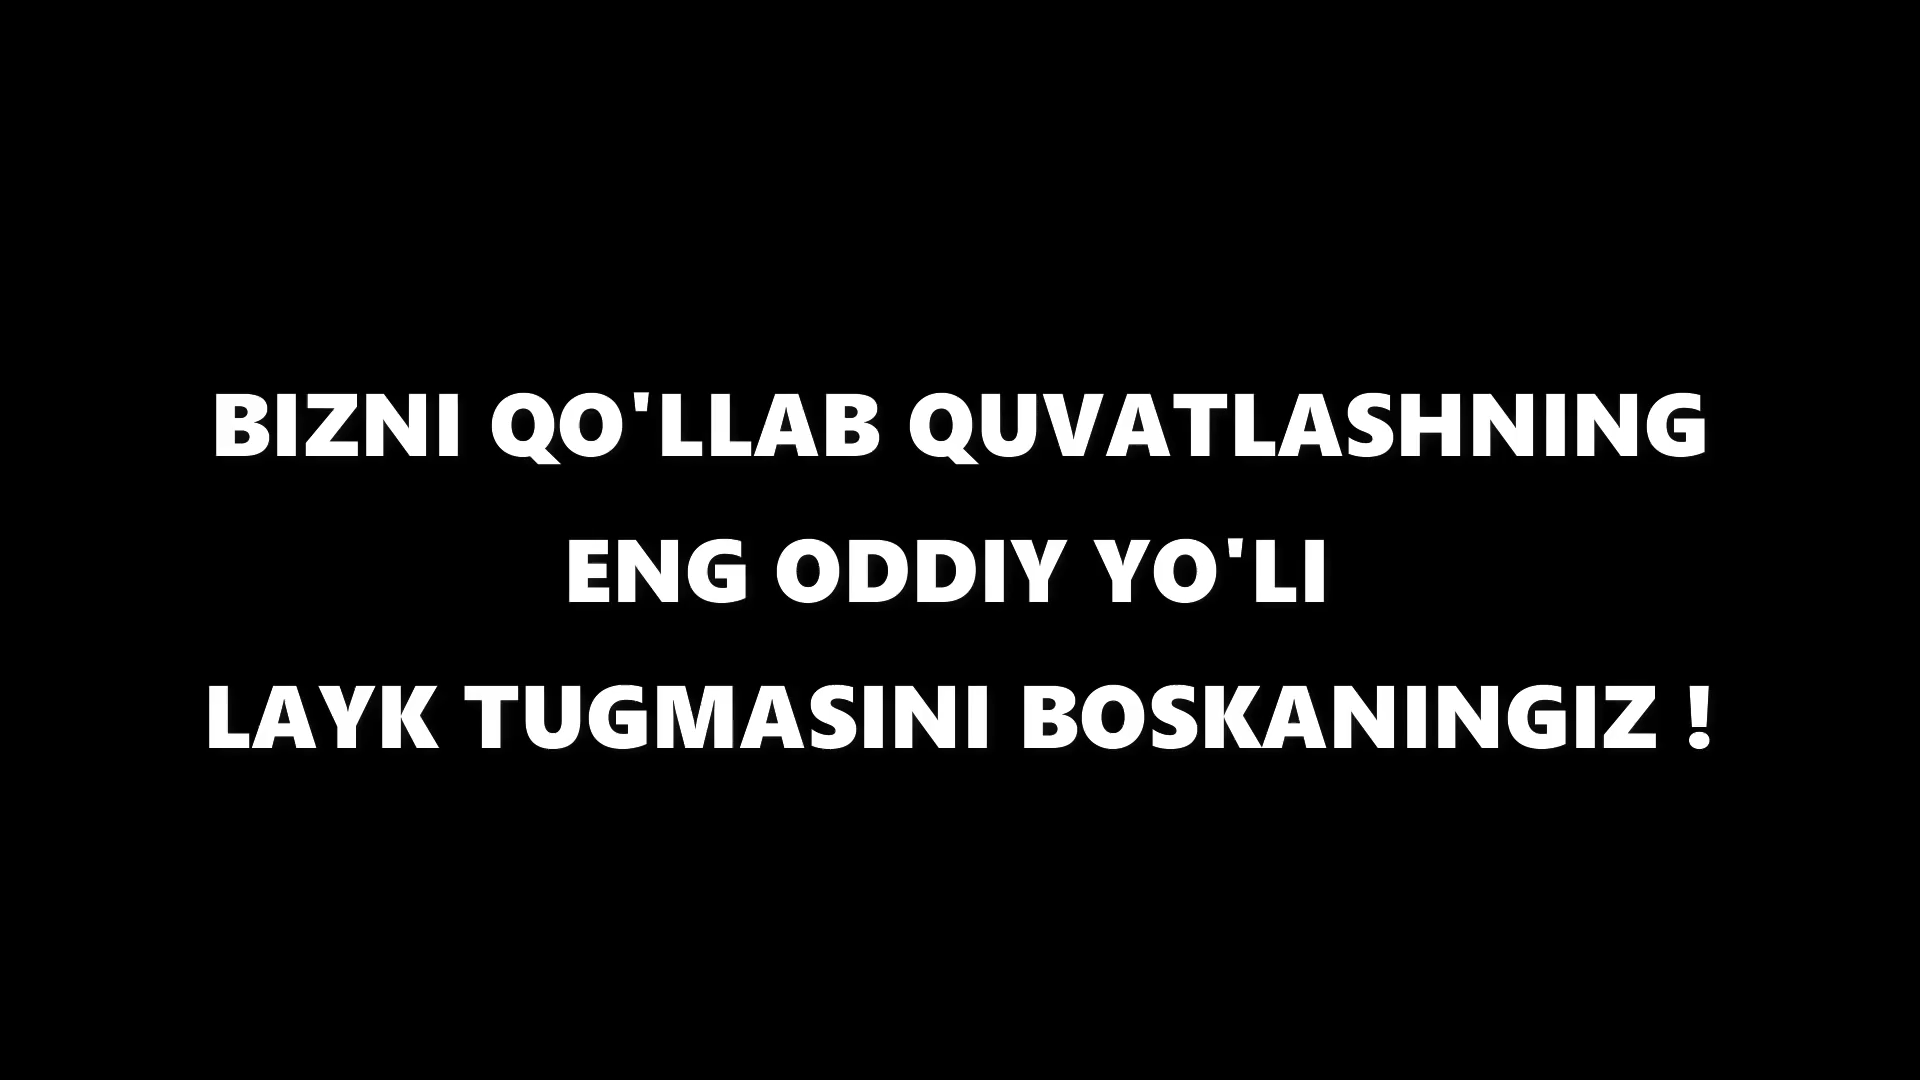 BIZNI QO'LLAB QUVATLASHNING
ENG ODDIY YO'LI
LAYK TUGMASINI BOSKANINGIZ !